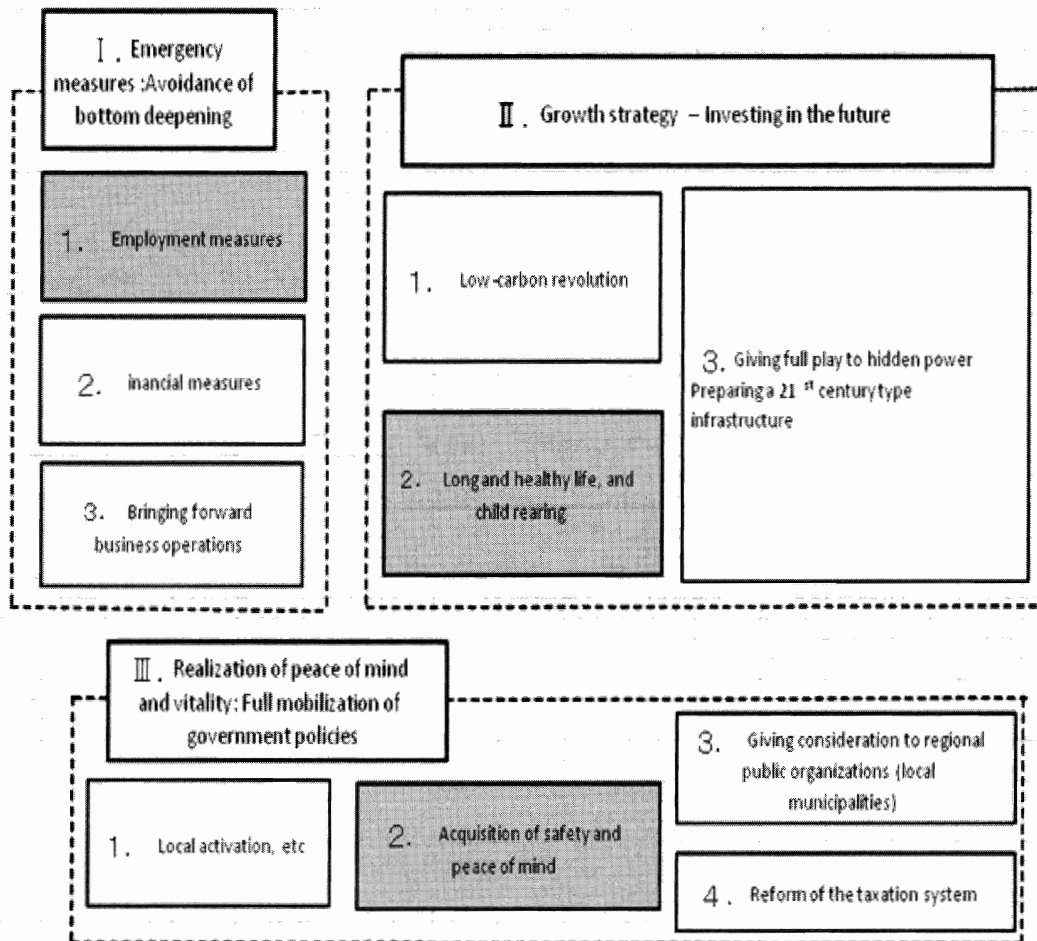 Ⅰ. Emergency
measures :Avoidance of
bottom deepening
1. Employment measures
2. inancial measures
3. Bringing forward
business operations
Ⅱ. Growth strategy – Investing in the future
1. Low-carbon revolution
2. Long and healthy life, and
child rearing
3. Giving full play to hidden power
Preparing a 21 st century type
infrastructure
Ⅲ. Realization of peace of mind
and vitality: Full mobilization of
government policies
1. Local activation, etc
2. Acquisition of safety and
peace of mind
3. Giving consideration to regional
public organizations (local
municipalities)
4. Reform of the taxation system